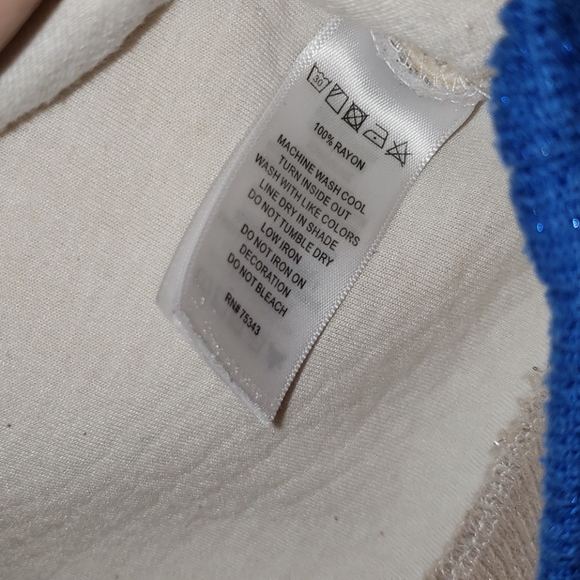 30
100% RAYON
MACHINE WASH COOL
TURN INSIDE OUT
WASH WITH LIKE COLORS
LINE DRY IN SHADE
DO NOT TUMBLE DRY
LOW IRON
DO NOT IRON ON
DECORATION
DO NOT BLEACH
RN# 75343